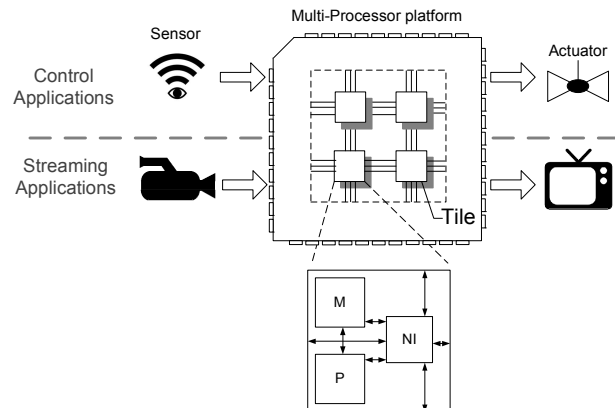 Multi-Processor platform
Sensor
Actuator
Control
Applications
Streaming
Applications
Tile
M
NI
P